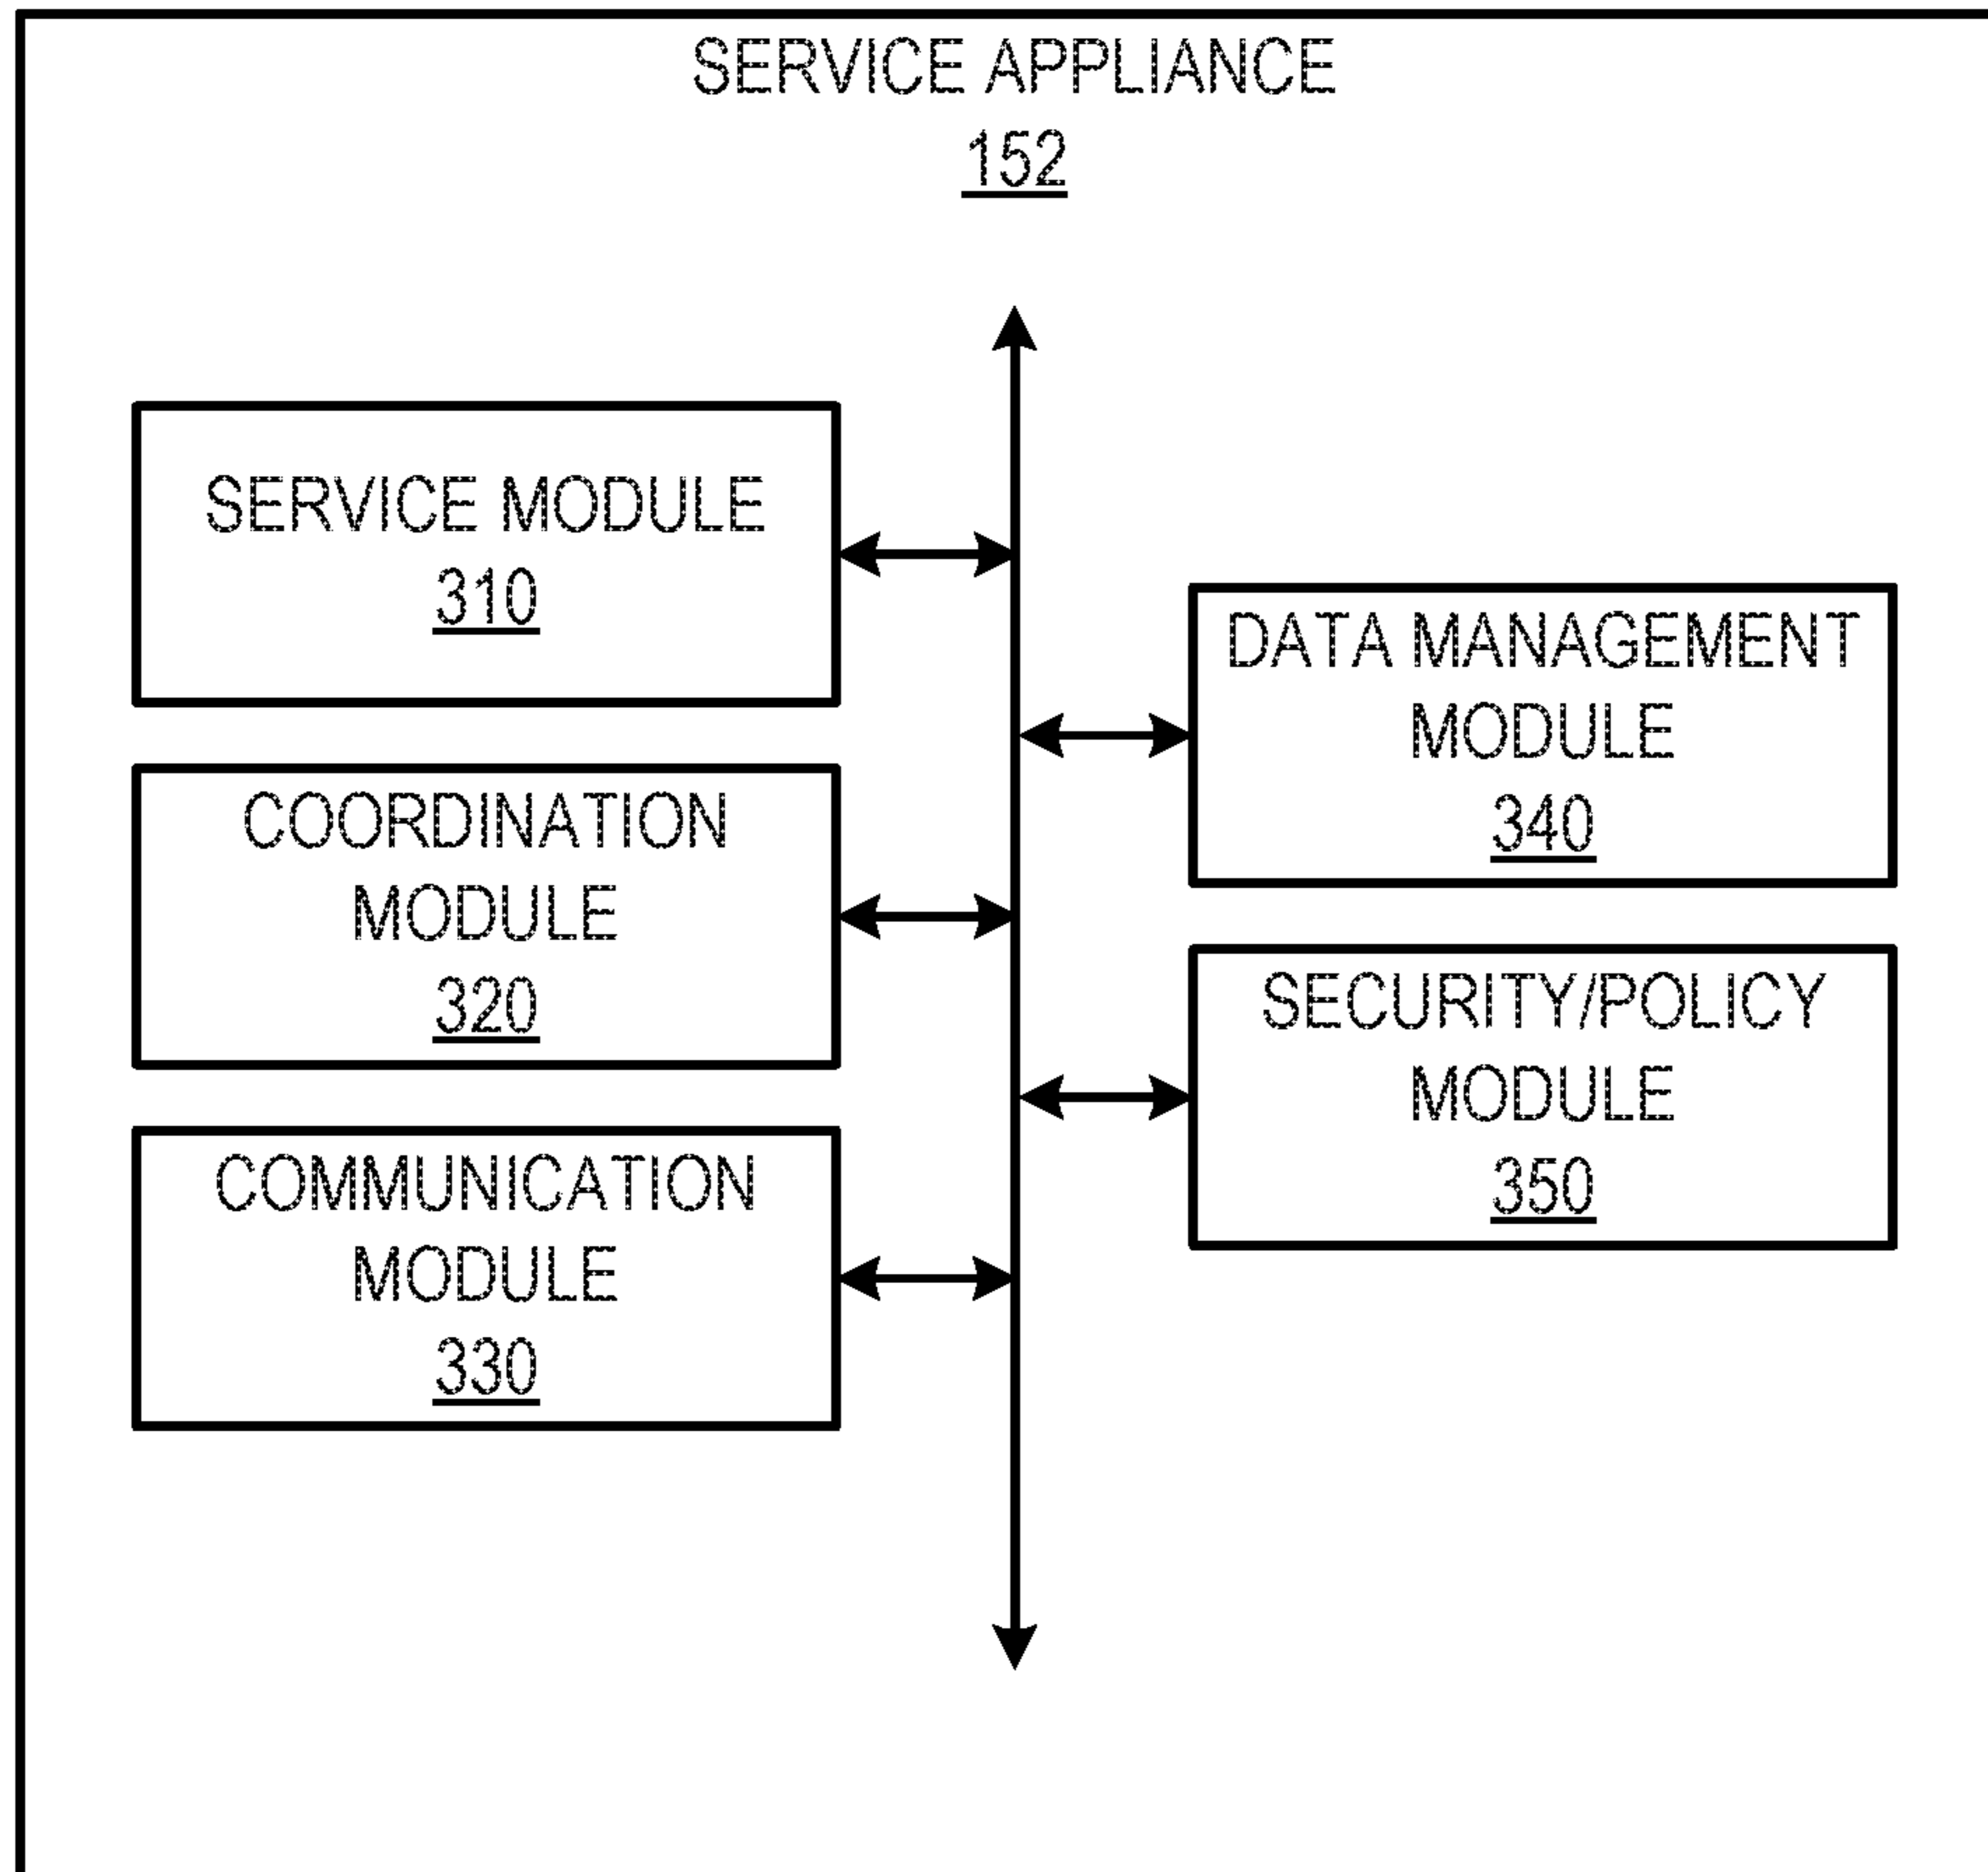 SERVICE APPLIANCE
152
SERVICE MODULE
310
COORDINATION
MODULE
320
COMMUNICATION
MODULE
330
DATA MANAGEMENT
MODULE
340
SECURITY/POLICY
MODULE
350